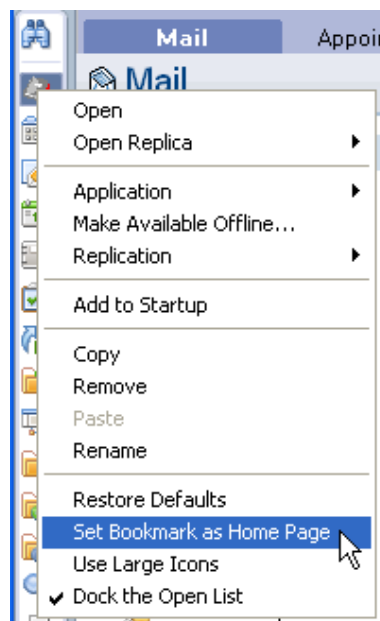 Mail
Appoi
Mail
Open
Open Replica
Application
Make Available Offline...
Replication
Add to Startup
Copy
Remove
Paste
Rename
Restore Defaults
Set Bookmark as Home Page
Use Large Icons
Dock the Open List